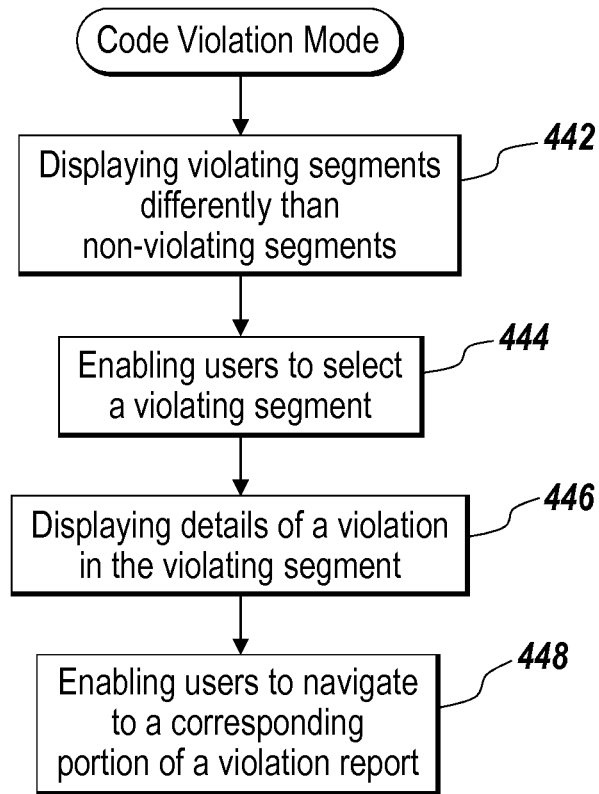 Code Violation Mode
442
Displaying violating segments
differently than
non-violating segments
444
Enabling users to select
a violating segment
446
Displaying details of a violation
in the violating segment
448
Enabling users to navigate
to a corresponding
portion of a violation report